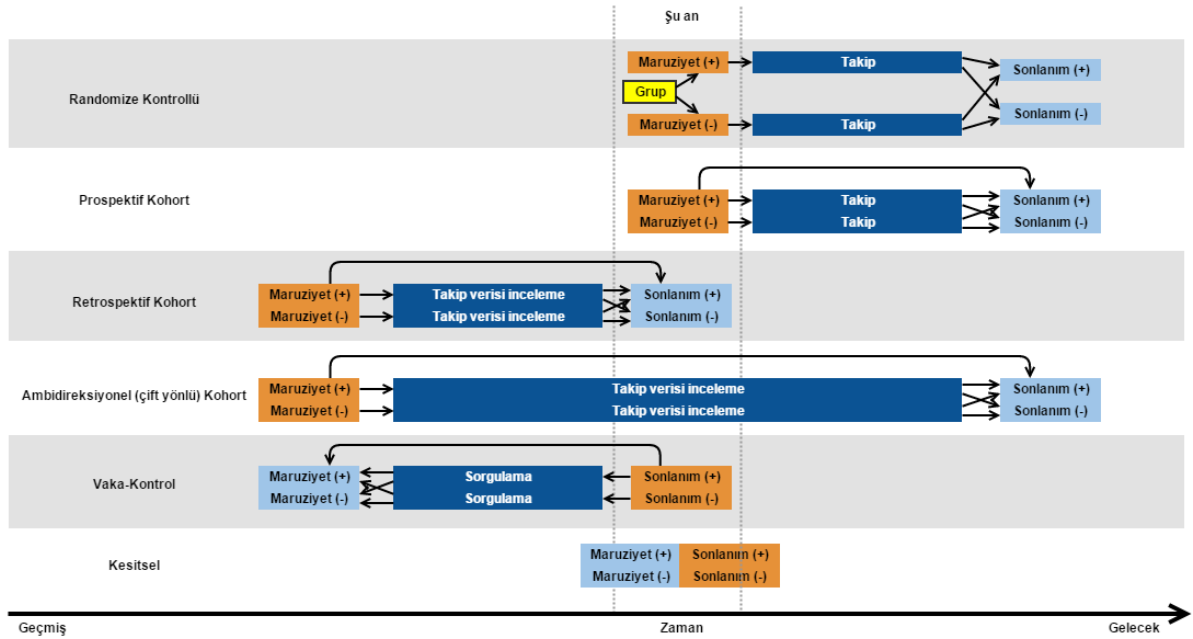 Şu an
Randomize Kontrollü
Maruziyet (+)
Takip
Sonlanım (+)
Grup
Maruziyet (-)
Takip
Sonlanım (-)
Prospektif Kohort
Maruziyet (+)
Takip
Sonlanım (+)
Maruziyet (-)
Takip
Sonlanım (-)
Retrospektif Kohort
Maruziyet (+)
Takip verisi inceleme
Sonlanım (+)
Maruziyet (-)
Takip verisi inceleme
Sonlanım (-)
Ambidireksiyonel (çift yönlü) Kohort
Maruziyet (+)
Takip verisi inceleme
Sonlanım (+)
Maruziyet (-)
Takip verisi inceleme
Sonlanım (-)
Vaka-Kontrol
Maruziyet (+)
Sorgulama
Sonlanım (+)
Maruziyet (-)
Sorgulama
Sonlanım (-)
Kesitsel
Maruziyet (+)
Sonlanım (+)
Maruziyet (-)
Sonlanım (-)
Geçmiş
Zaman
Gelecek